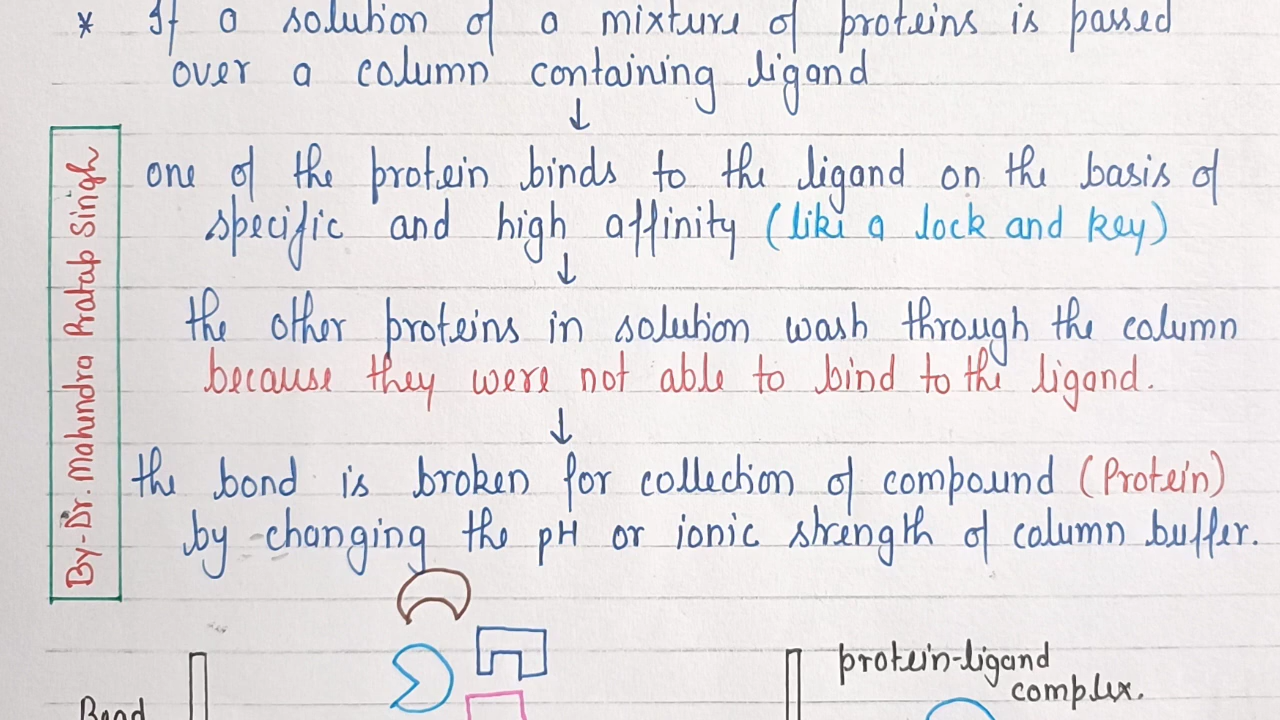 * If a solution of a mixture of proteins is passed
over a column containing ligand
↓
one of the protein binds to the ligand on the basis of
specific and high affinity (like a lock and key)
↓
the other proteins in solution wash through the column
because they were not able to bind to the ligand.
↓
the bond is broken for collection of compound (Protein)
by changing the pH or ionic strength of column buffer.
By-Dr. Mahendra Pratap Singh
protein-ligand
complex.
Bead